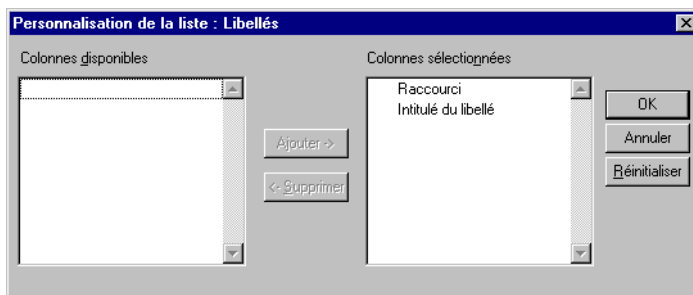 Personnalisation de la liste : Libellés
Colonnes disponibles
Colonnes sélectionnées
Raccourci
Intitulé du libellé
Ajouter ->
<- Supprimer
OK
Annuler
Réinitialiser